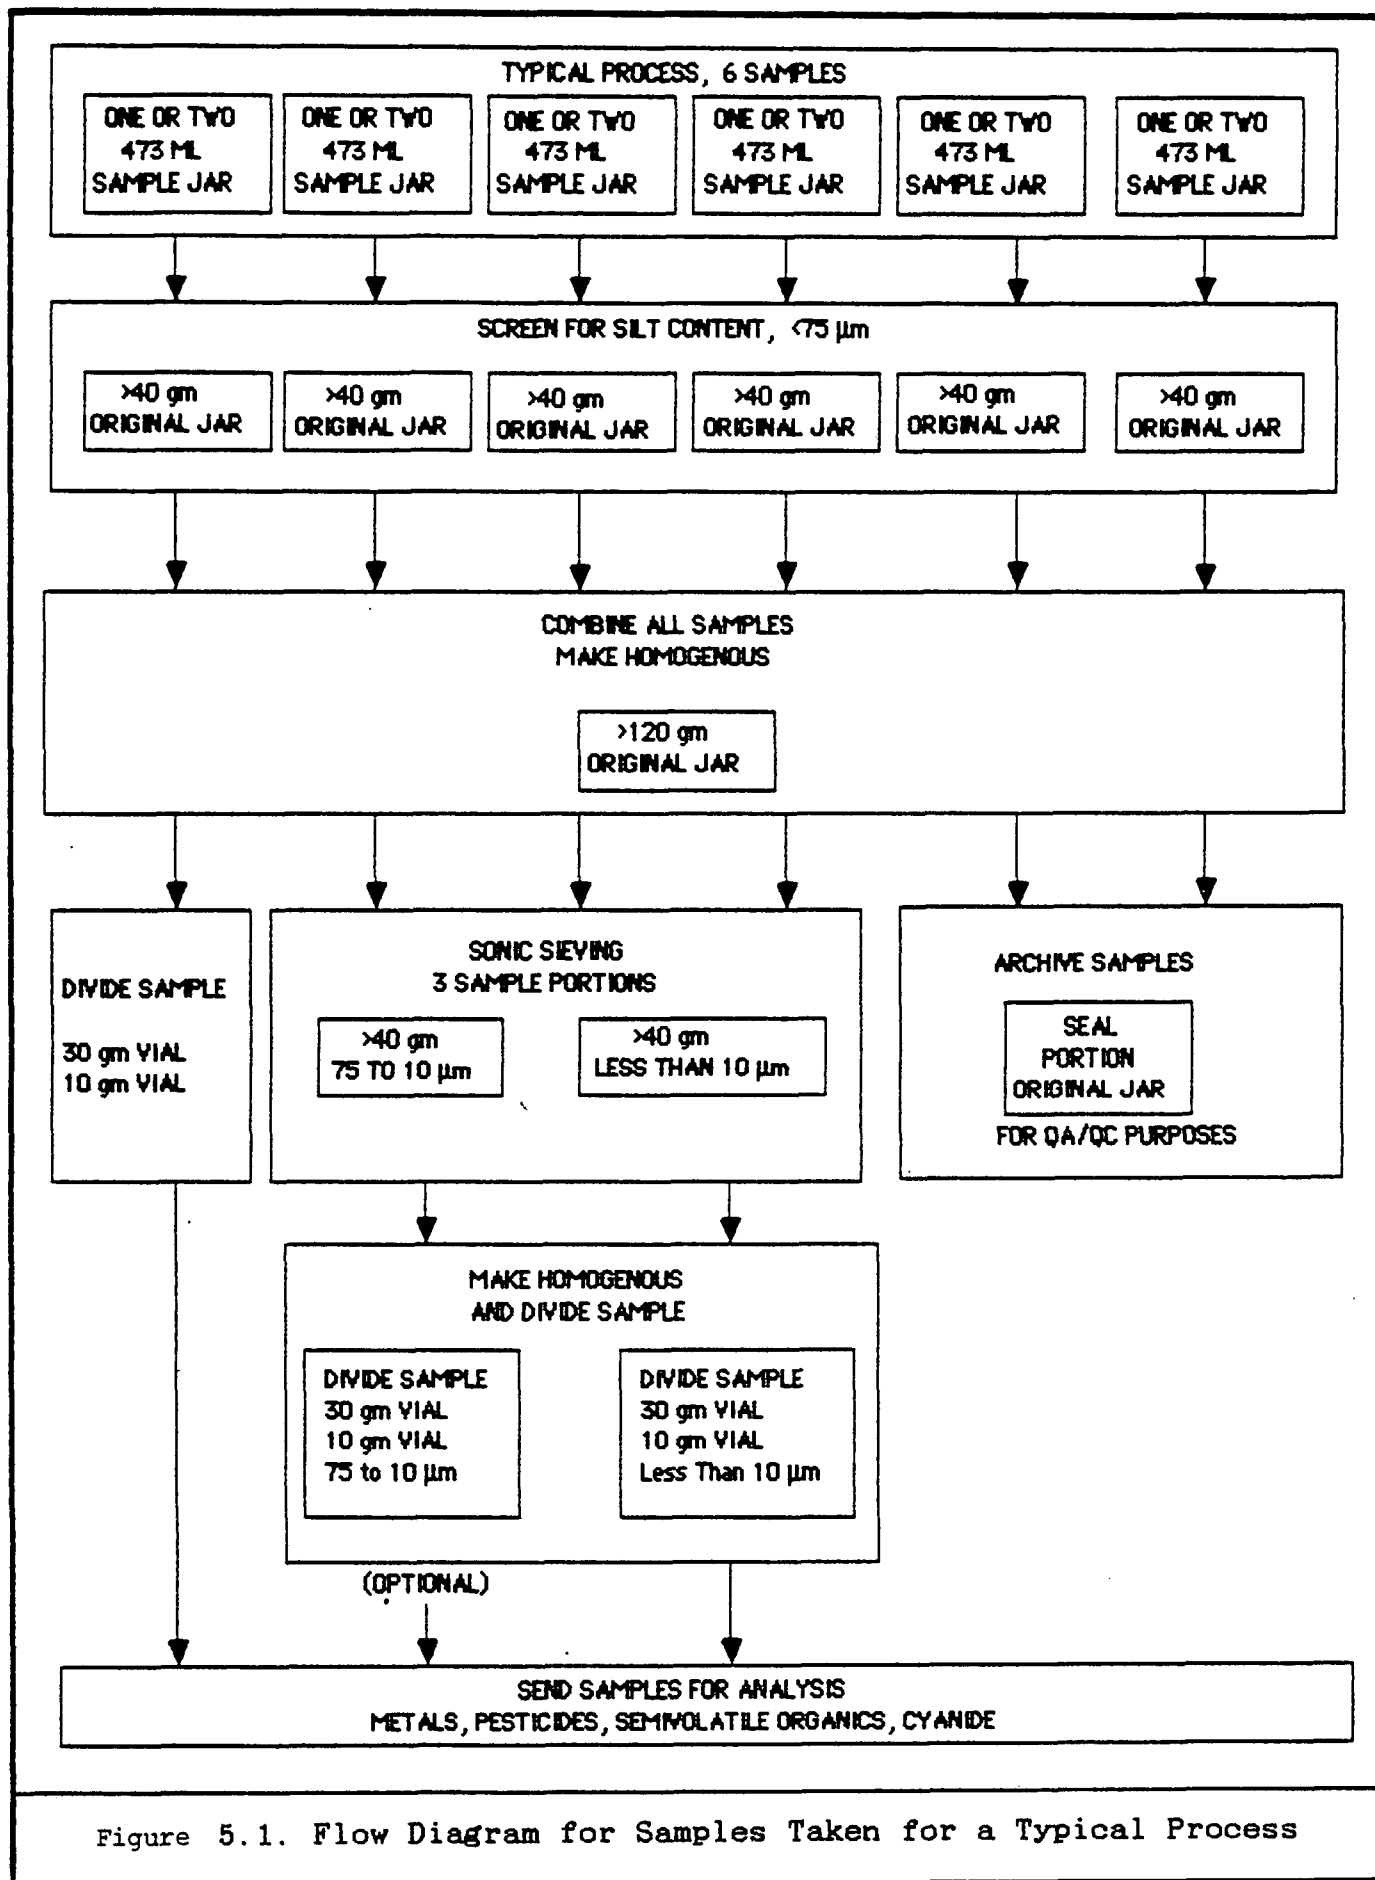 TYPICAL PROCESS, 6 SAMPLES
ONE OR TWO
473 ML
SAMPLE JAR
ONE OR TWO
473 ML
SAMPLE JAR
ONE OR TWO
473 ML
SAMPLE JAR
ONE OR TWO
473 ML
SAMPLE JAR
ONE OR TWO
473 ML
SAMPLE JAR
ONE OR TWO
473 ML
SAMPLE JAR
SCREEN FOR SILT CONTENT, <75 µm
>40 gm
ORIGINAL JAR
>40 gm
ORIGINAL JAR
>40 gm
ORIGINAL JAR
>40 gm
ORIGINAL JAR
>40 gm
ORIGINAL JAR
>40 gm
ORIGINAL JAR
COMBINE ALL SAMPLES
MAKE HOMOGENOUS
>120 gm
ORIGINAL JAR
DIVIDE SAMPLE
30 gm VIAL
10 gm VIAL
SONIC SIEVING
3 SAMPLE PORTIONS
>40 gm
75 TO 10 µm
>40 gm
LESS THAN 10 µm
ARCHIVE SAMPLES
SEAL
PORTION
ORIGINAL JAR
FOR QA/QC PURPOSES
MAKE HOMOGENOUS
AND DIVIDE SAMPLE
DIVIDE SAMPLE
30 gm VIAL
10 gm VIAL
75 to 10 µm
DIVIDE SAMPLE
30 gm VIAL
10 gm VIAL
Less Than 10 µm
(OPTIONAL)
SEND SAMPLES FOR ANALYSIS
METALS, PESTICIDES, SEMIVOLATILE ORGANICS, CYANIDE
Figure 5.1. Flow Diagram for Samples Taken for a Typical Process